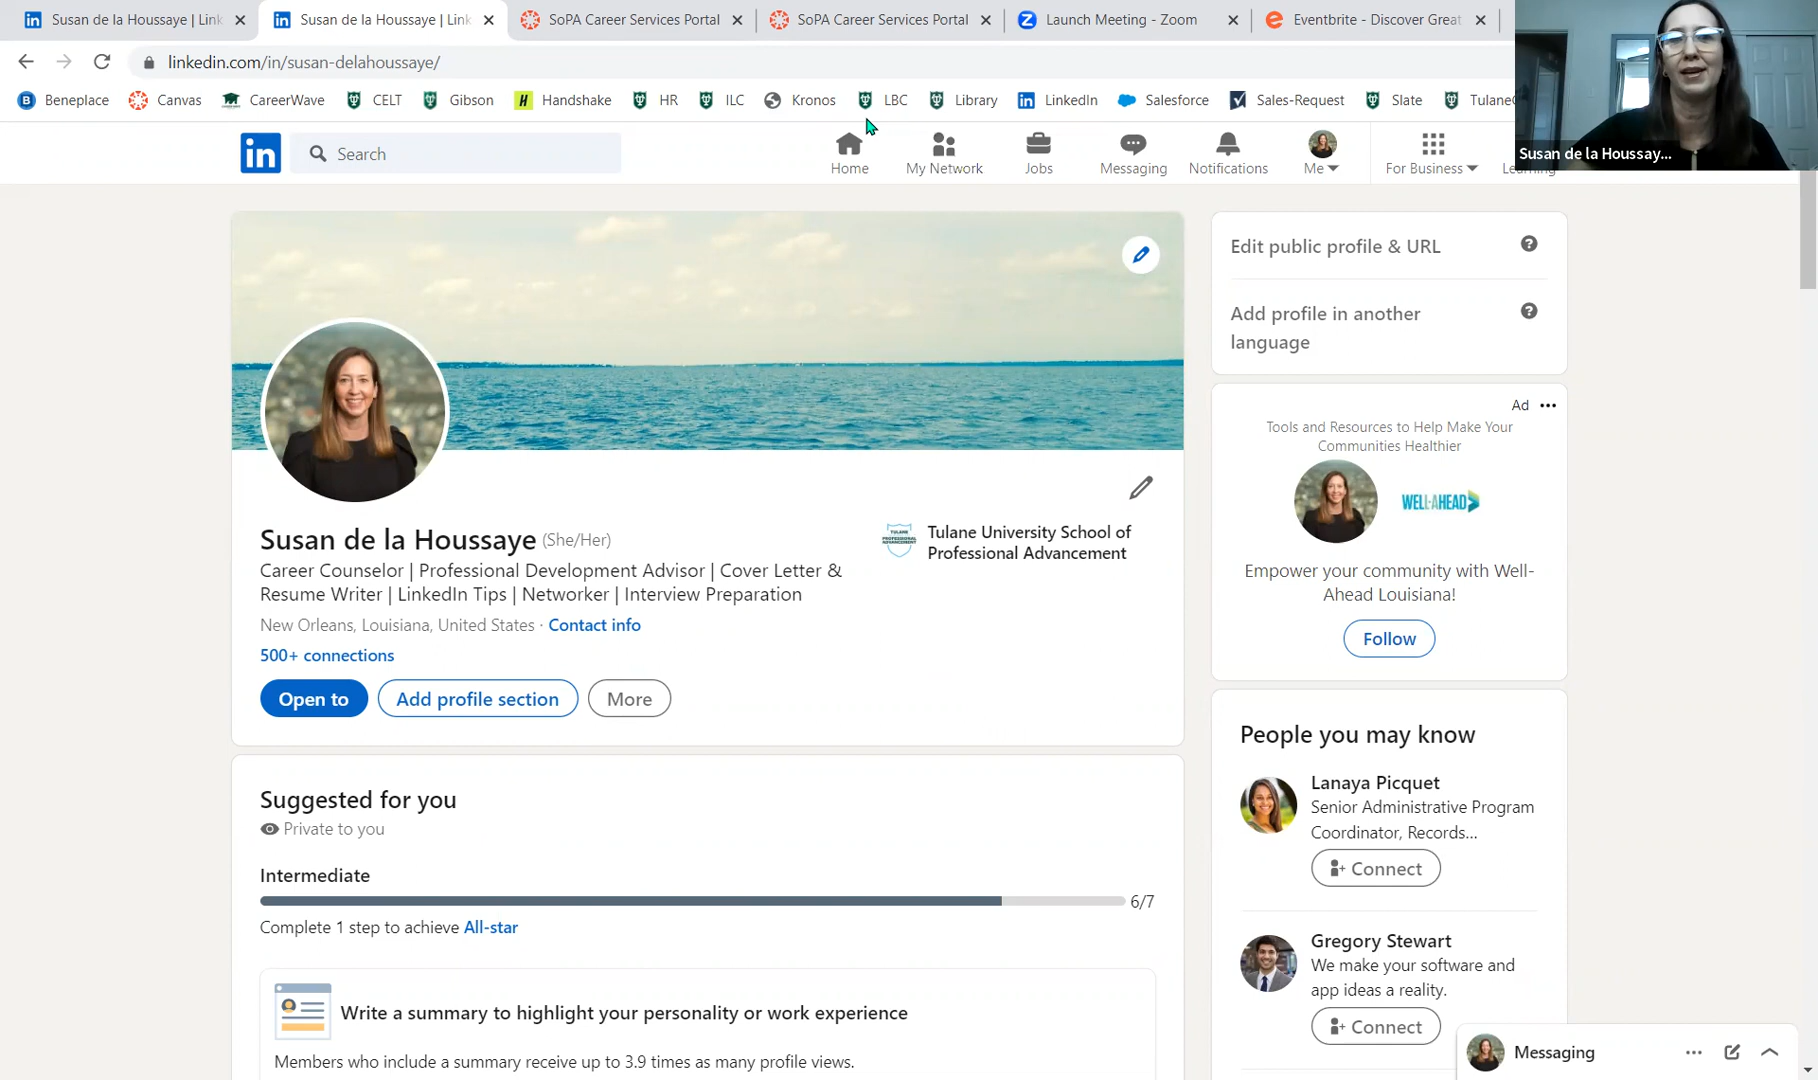 Susan de la Houssaye | Link
Susan de la Houssaye | Link
SoPA Career Services Portal
SoPA Career Services Portal
Launch Meeting - Zoom
Eventbrite - Discover Great
linkedin.com/in/susan-delahoussaye/
Beneplace Canvas CareerWave CELT Gibson Handshake HR ILC Kronos LBC Library LinkedIn Salesforce Sales-Request Slate
Susan de la Houssay...
in Search
Home My Network Jobs Messaging Notifications Me For Business Learning
Edit public profile & URL
Add profile in another
language
Ad
Tools and Resources to Help Make Your
Communities Healthier
WELL-AHEAD
Empower your community with Well-
Ahead Louisiana!
Follow
Susan de la Houssaye (She/Her)
Career Counselor | Professional Development Advisor | Cover Letter &
Resume Writer | LinkedIn Tips | Networker | Interview Preparation
New Orleans, Louisiana, United States · Contact info
500+ connections
Open to Add profile section More
TULANE
PROFESSIONAL
ADVANCEMENT
Tulane University School of
Professional Advancement
Suggested for you
Private to you
Intermediate
6/7
Complete 1 step to achieve All-star
Write a summary to highlight your personality or work experience
Members who include a summary receive up to 3.9 times as many profile views.
People you may know
Lanaya Picquet
Senior Administrative Program
Coordinator, Records...
Connect
Gregory Stewart
We make your software and
app ideas a reality.
Connect
Messaging